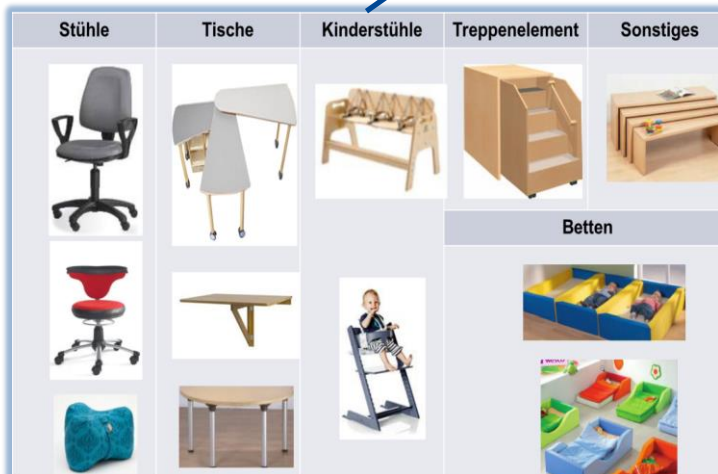 Stühle
Tische
Kinderstühle
Treppenelement
Sonstiges
Betten